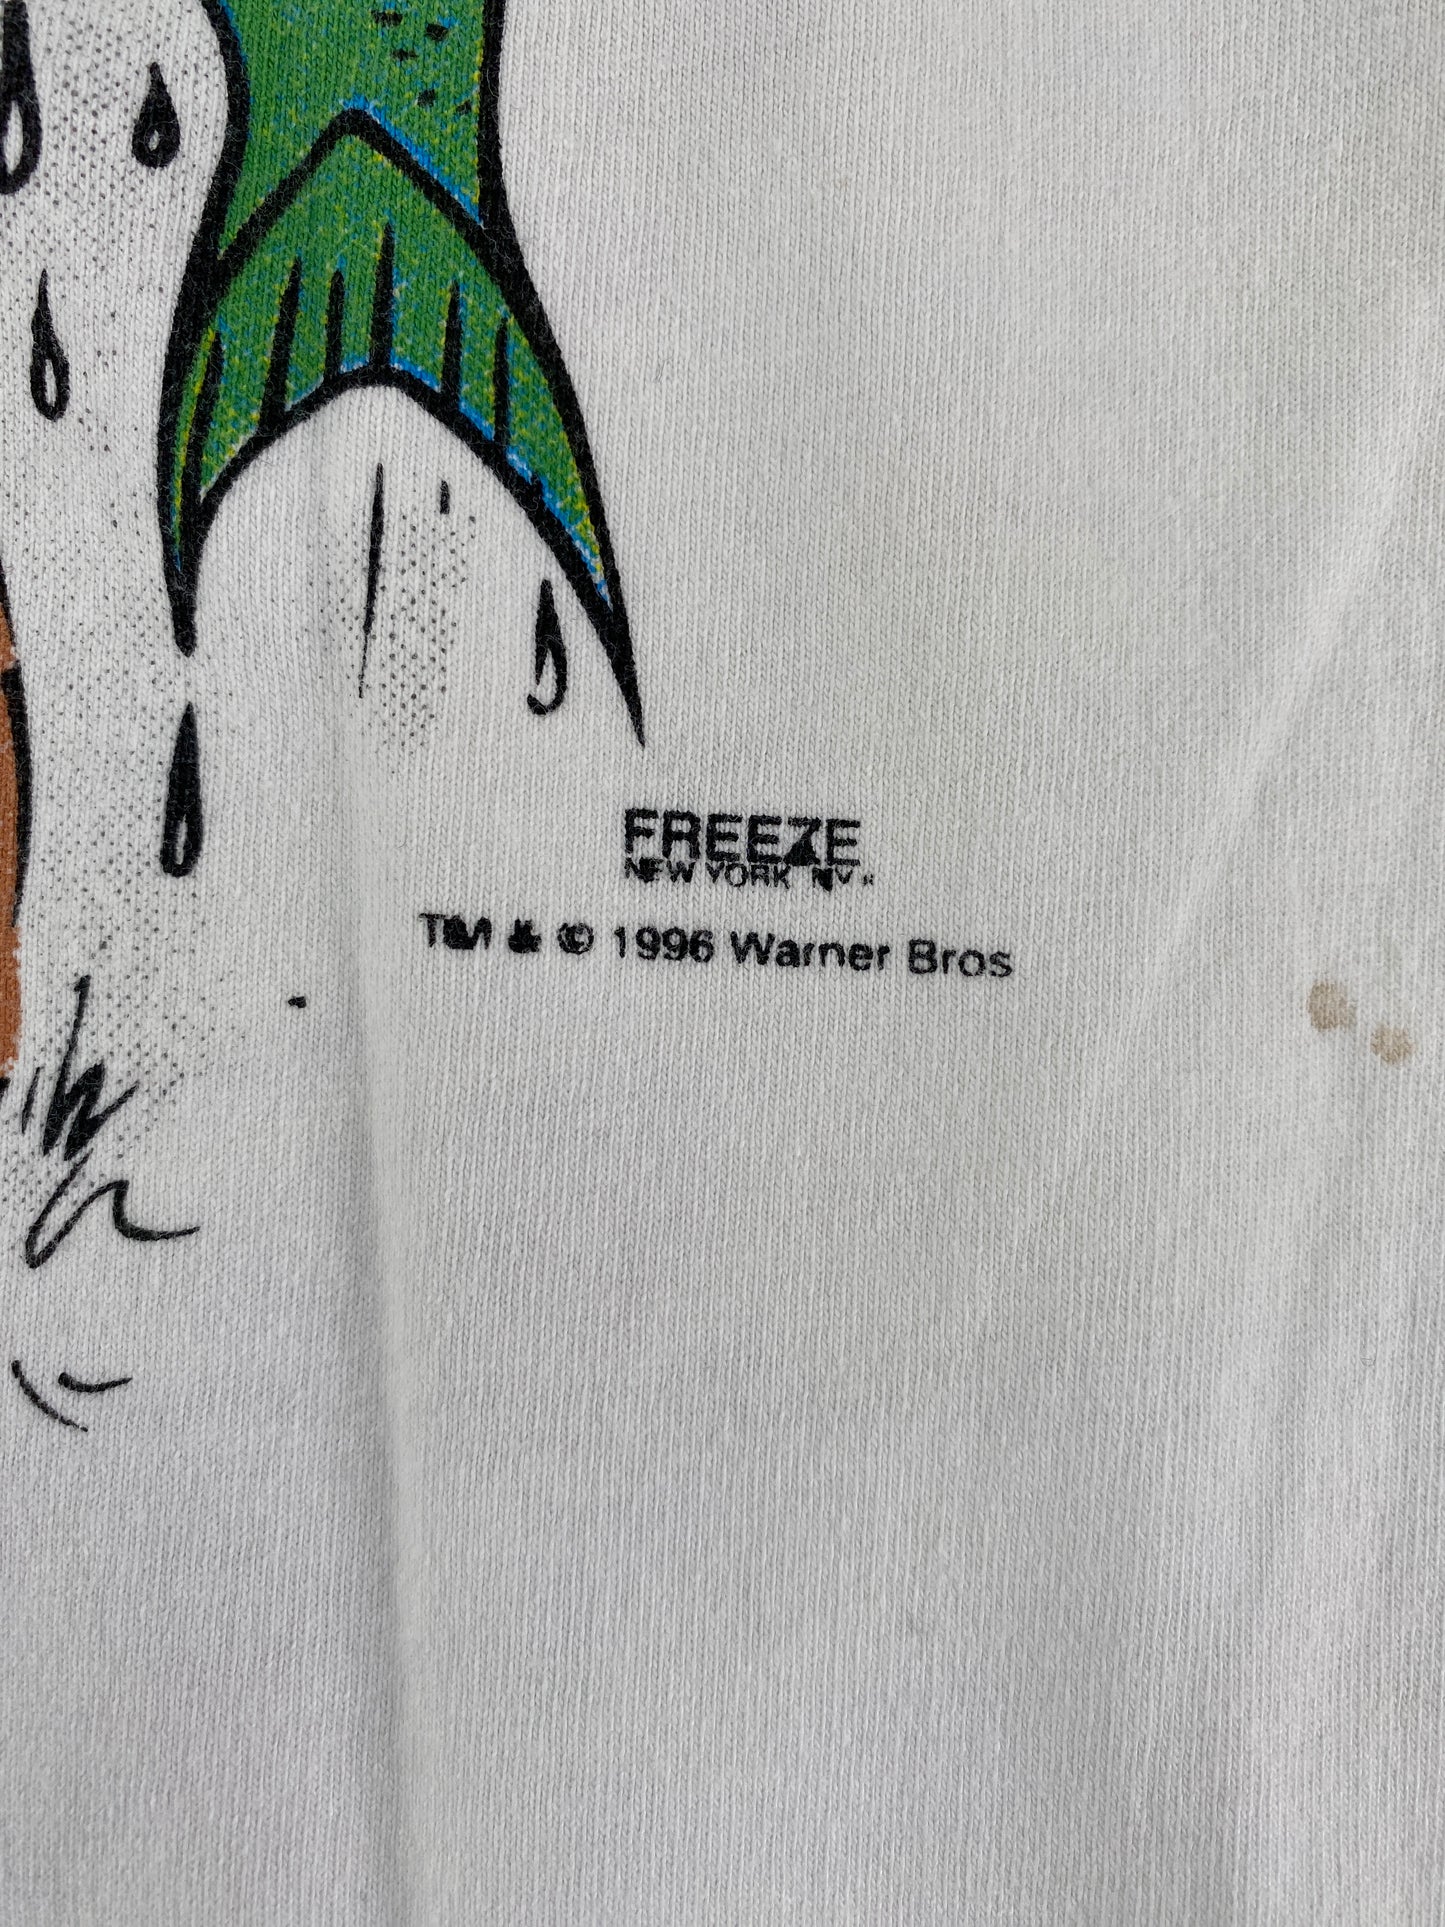 FREEZE
NEW YORK NY
TM & © 1996 Warner Bros